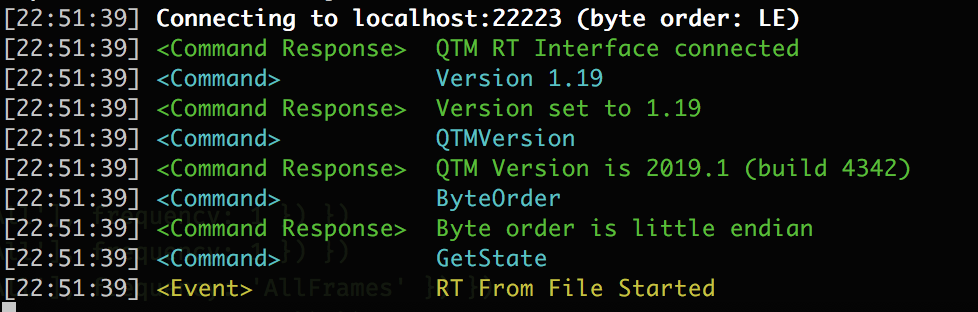 [22:51:39] Connecting to localhost:22223 (byte order: LE)
[22:51:39] <Command Response> QTM RT Interface connected
[22:51:39] <Command> Version 1.19
[22:51:39] <Command Response> Version set to 1.19
[22:51:39] <Command> QTMVersion
[22:51:39] <Command Response> QTM Version is 2019.1 (build 4342)
[22:51:39] <Command> ByteOrder
[22:51:39] <Command Response> Byte order is little endian
[22:51:39] <Command> GetState
[22:51:39] <Event> RT From File Started